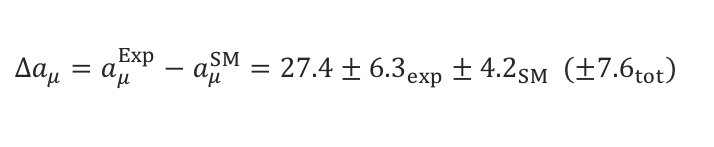 Δa_μ = a_μ^Exp − a_μ^SM = 27.4 ± 6.3_exp ± 4.2_SM (±7.6_tot)